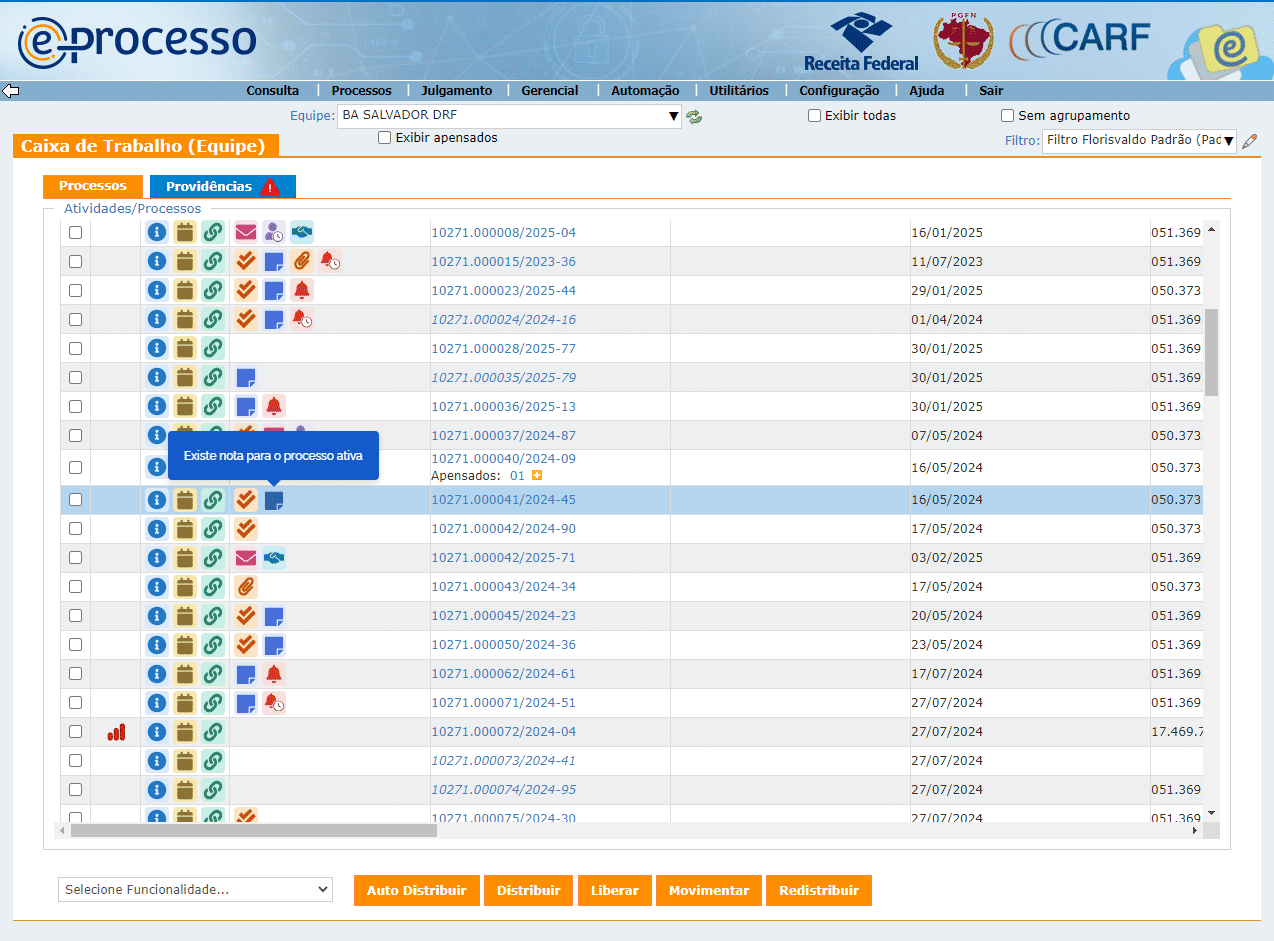 e-processo
PGFN
Receita Federal
CARF
Consulta Processos Julgamento Gerencial Automação Utilitários Configuração Ajuda Sair
Equipe: BA SALVADOR DRF Exibir todas Sem agrupamento
Exibir apensados
Filtro: Filtro Florisvaldo Padrão (Pad
Caixa de Trabalho (Equipe)
Processos Providências
Atividades/Processos
10271.000008/2025-04 16/01/2025 051.369
10271.000015/2023-36 11/07/2023 051.369
10271.000023/2025-44 29/01/2025 050.373
10271.000024/2024-16 01/04/2024 051.369
10271.000028/2025-77 30/01/2025 051.369
10271.000035/2025-79 30/01/2025 051.369
10271.000036/2025-13 30/01/2025 051.369
10271.000037/2024-87 07/05/2024 050.373
Existe nota para o processo ativa
10271.000040/2024-09 16/05/2024 050.373
Apensados: 01
10271.000041/2024-45 16/05/2024 050.373
10271.000042/2024-90 17/05/2024 050.373
10271.000042/2025-71 03/02/2025 051.369
10271.000043/2024-34 17/05/2024 050.373
10271.000045/2024-23 20/05/2024 051.369
10271.000050/2024-36 23/05/2024 051.369
10271.000062/2024-61 17/07/2024 051.369
10271.000071/2024-51 27/07/2024 051.369
10271.000072/2024-04 27/07/2024 17.469.7
10271.000073/2024-41 27/07/2024
10271.000074/2024-95 27/07/2024 051.369
10271.000075/2024-30 27/07/2024 051.369
Selecione Funcionalidade... Auto Distribuir Distribuir Liberar Movimentar Redistribuir